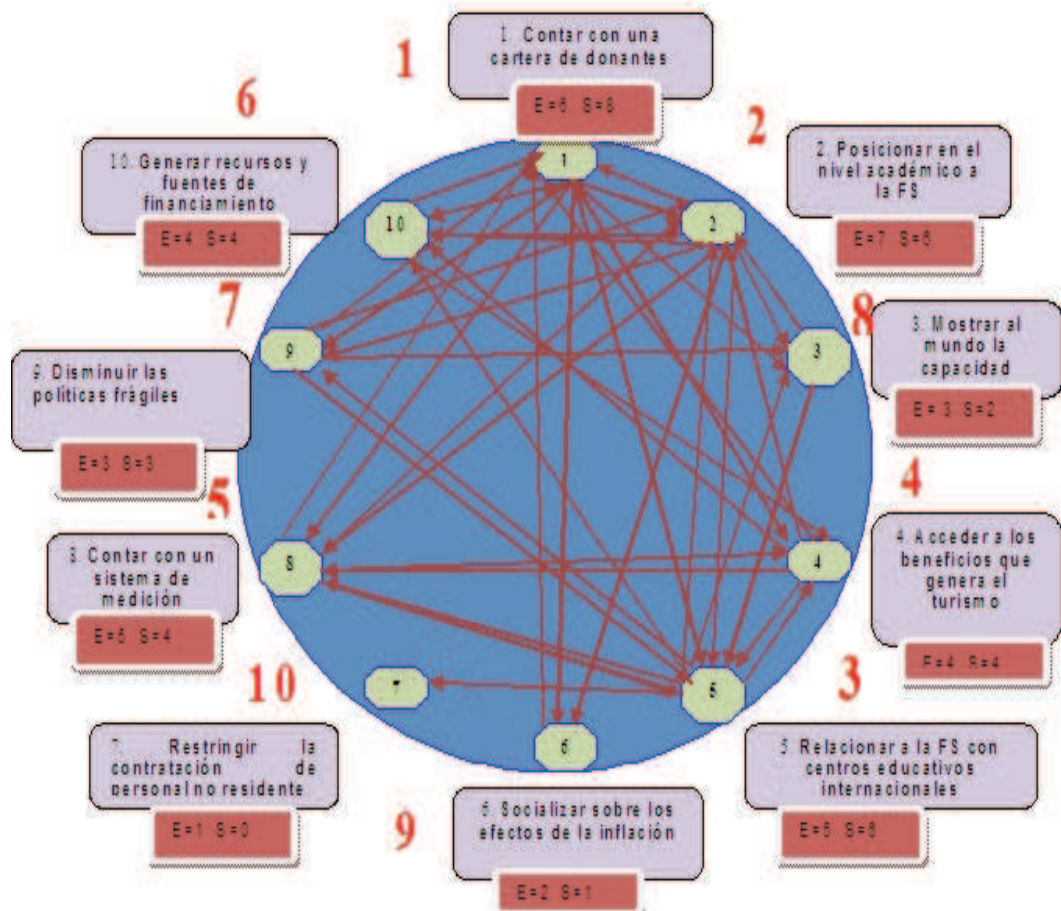 1
1. Contar con una
cartera de donantes
E=6 S=8
2
2. Posicionar en el
nivel académico a
la FS
E=7 S=6
8
3. Mostrar al
mundo la
capacidad
E=3 S=2
4
4. Acceder a los
beneficios que
genera el
turismo
E=4 S=4
3
5. Relacionar a la FS con
centros educativos
internacionales
E=5 S=8
9
6. Socializar sobre los
efectos de la inflación
E=2 S=1
10
7. Restringir la
contratación de
personal no residente
E=1 S=0
5
8. Contar con un
sistema de
medición
E=5 S=4
7
9. Disminuir las
políticas frágiles
E=3 S=3
6
10. Generar recursos y
fuentes de
financiamiento
E=4 S=4
1
2
3
4
5
6
7
8
9
10